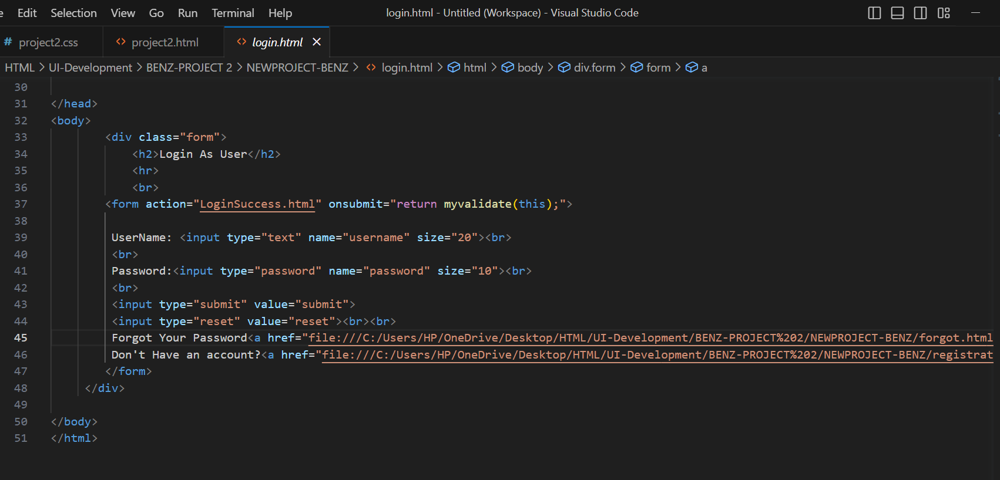 e Edit Selection View Go Run Terminal Help login.html - Untitled (Workspace) - Visual Studio Code
# project2.css <> project2.html <> login.html
HTML > UI-Development > BENZ-PROJECT 2 > NEWPROJECT-BENZ > <> login.html > html > body > div.form > form > a
30
31 </head>
32 <body>
33 <div class="form">
34 <h2>Login As User</h2>
35 <hr>
36 <br>
37 <form action="LoginSuccess.html" onsubmit="return myvalidate(this);">
38
39 UserName: <input type="text" name="username" size="20"><br>
40 <br>
41 Password:<input type="password" name="password" size="10"><br>
42 <br>
43 <input type="submit" value="submit">
44 <input type="reset" value="reset"><br><br>
45 Forgot Your Password<a href="file:///C:/Users/HP/OneDrive/Desktop/HTML/UI-Development/BENZ-PROJECT%202/NEWPROJECT-BENZ/forgot.html
46 Don't Have an account?<a href="file:///C:/Users/HP/OneDrive/Desktop/HTML/UI-Development/BENZ-PROJECT%202/NEWPROJECT-BENZ/registrat
47 </form>
48 </div>
49
50 </body>
51 </html>